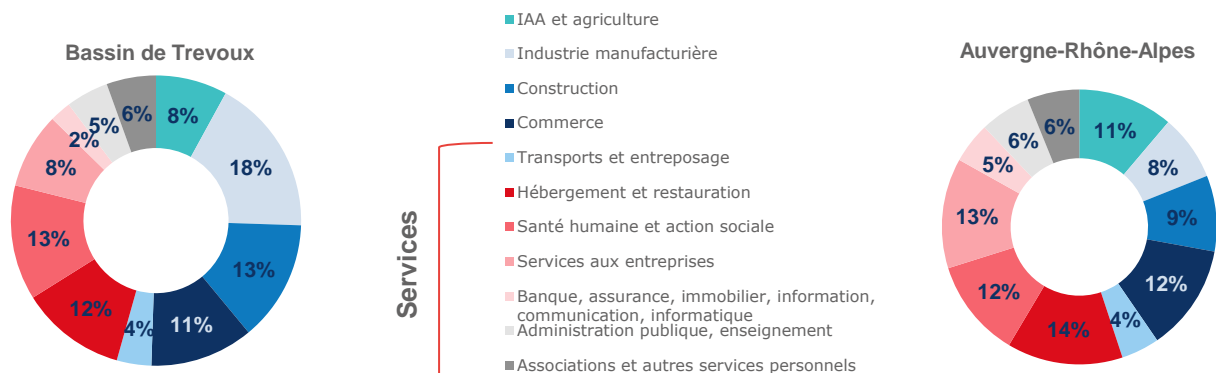 Bassin de Trevoux
8%
18%
13%
11%
4%
12%
13%
8%
2%
5%
6%
Services
IAA et agriculture
Industrie manufacturière
Construction
Commerce
Transports et entreposage
Hébergement et restauration
Santé humaine et action sociale
Services aux entreprises
Banque, assurance, immobilier, information,
communication, informatique
Administration publique, enseignement
Associations et autres services personnels
Auvergne-Rhône-Alpes
11%
8%
9%
12%
4%
14%
12%
13%
5%
6%
6%